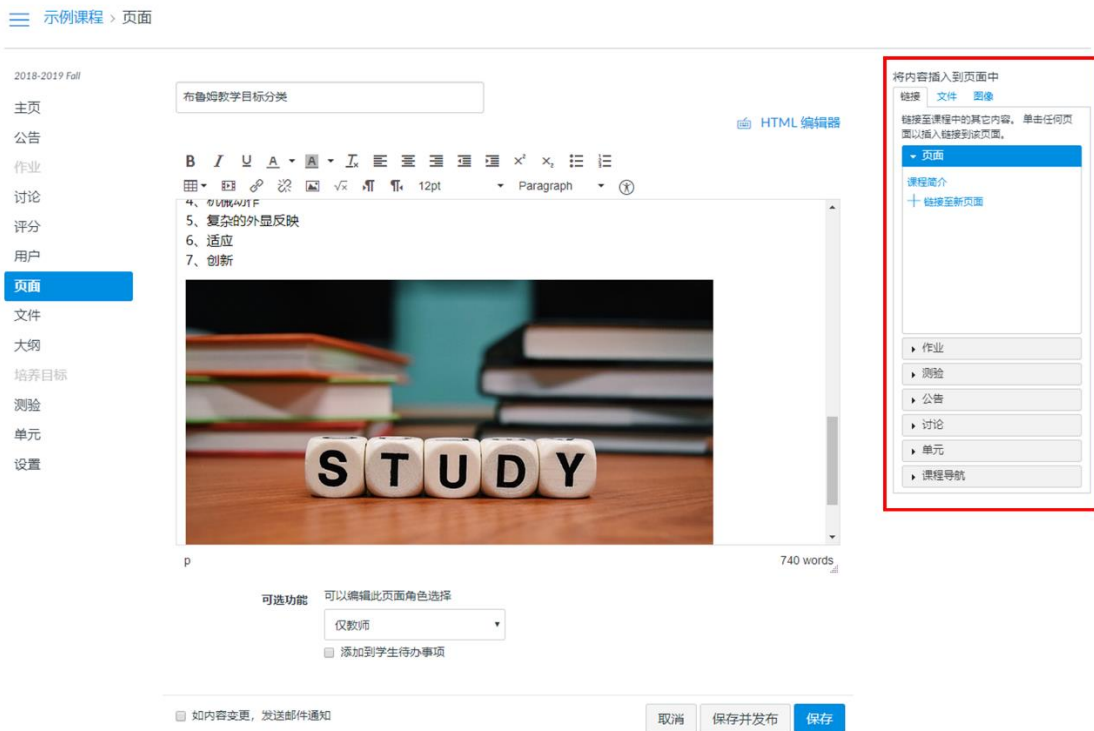 示例课程 › 页面
2018-2019 Fall
主页
公告
作业
讨论
评分
用户
页面
文件
大纲
培养目标
测验
单元
设置
布鲁姆教学目标分类
HTML 编辑器
12pt Paragraph
4、机械动作
5、复杂的外显反映
6、适应
7、创新
STUDY
p 740 words
可选功能 可以编辑此页面角色选择
仅教师
添加到学生待办事项
如内容变更，发送邮件通知
取消 保存并发布 保存
将内容插入到页面中
链接 文件 图像
链接至课程中的其它内容。 单击任何页
面以插入链接到该页面。
页面
课程简介
链接至新页面
作业
测验
公告
讨论
单元
课程导航